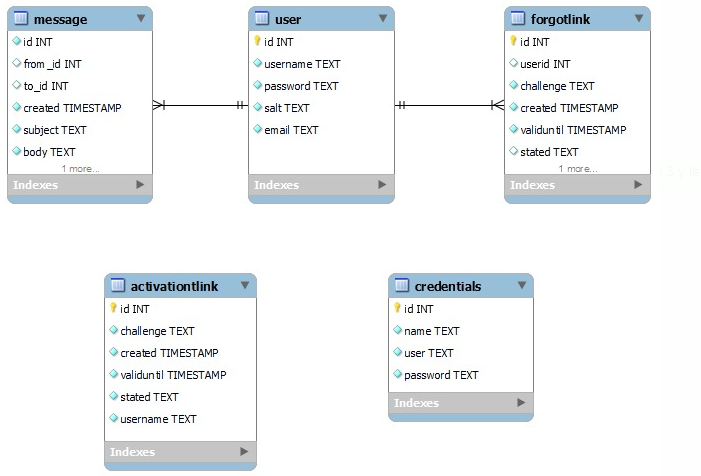 message
id INT
from _id INT
to_id INT
created TIMESTAMP
subject TEXT
body TEXT
1 more...
Indexes
user
id INT
username TEXT
password TEXT
salt TEXT
email TEXT
Indexes
forgotlink
id INT
userid INT
challenge TEXT
created TIMESTAMP
validuntil TIMESTAMP
stated TEXT
1 more...
Indexes
activationtlink
id INT
challenge TEXT
created TIMESTAMP
validuntil TIMESTAMP
stated TEXT
username TEXT
Indexes
credentials
id INT
name TEXT
user TEXT
password TEXT
Indexes